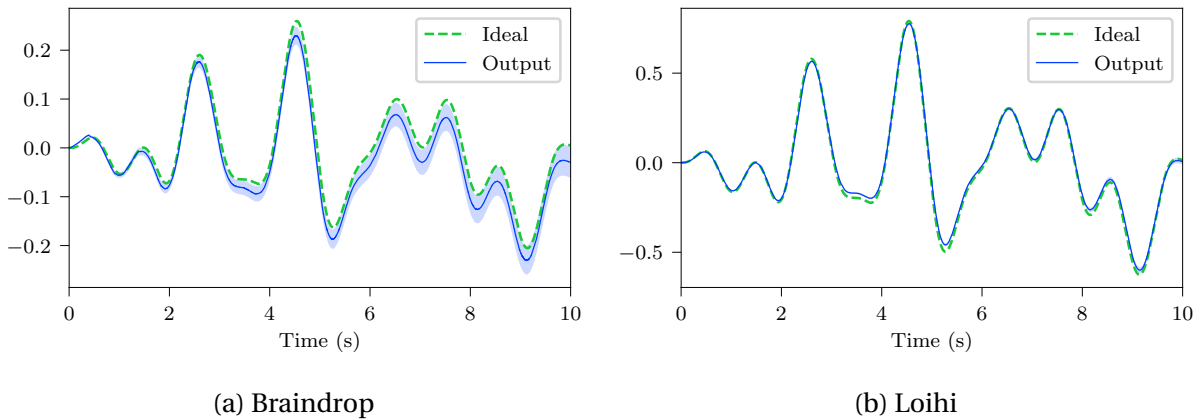 Ideal
Output
0.2
0.1
0.0
−0.1
−0.2
0 2 4 6 8 10
Time (s)
(a) Braindrop
Ideal
Output
0.5
0.0
−0.5
0 2 4 6 8 10
Time (s)
(b) Loihi